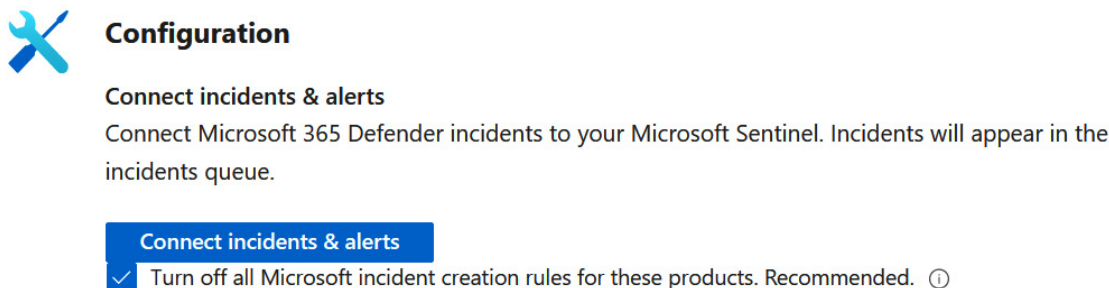 Configuration
Connect incidents & alerts
Connect Microsoft 365 Defender incidents to your Microsoft Sentinel. Incidents will appear in the
incidents queue.
Connect incidents & alerts
Turn off all Microsoft incident creation rules for these products. Recommended.